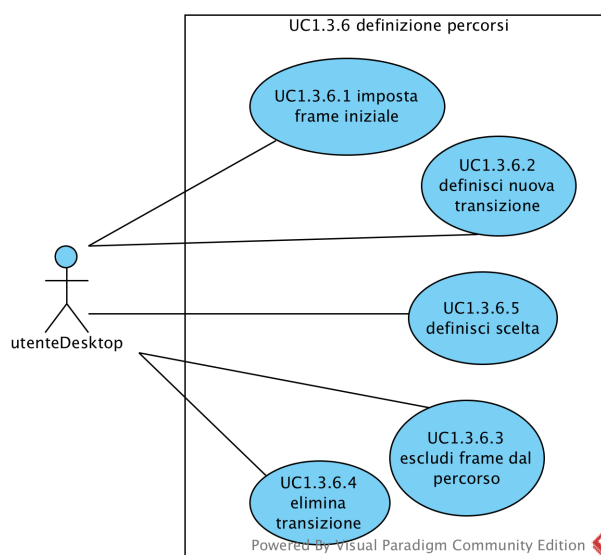 UC1.3.6 definizione percorsi
UC1.3.6.1 imposta
frame iniziale
UC1.3.6.2
definisci nuova
transizione
UC1.3.6.5
definisci scelta
utenteDesktop
UC1.3.6.3
escludi frame dal
percorso
UC1.3.6.4
elimina
transizione
Powered By Visual Paradigm Community Edition